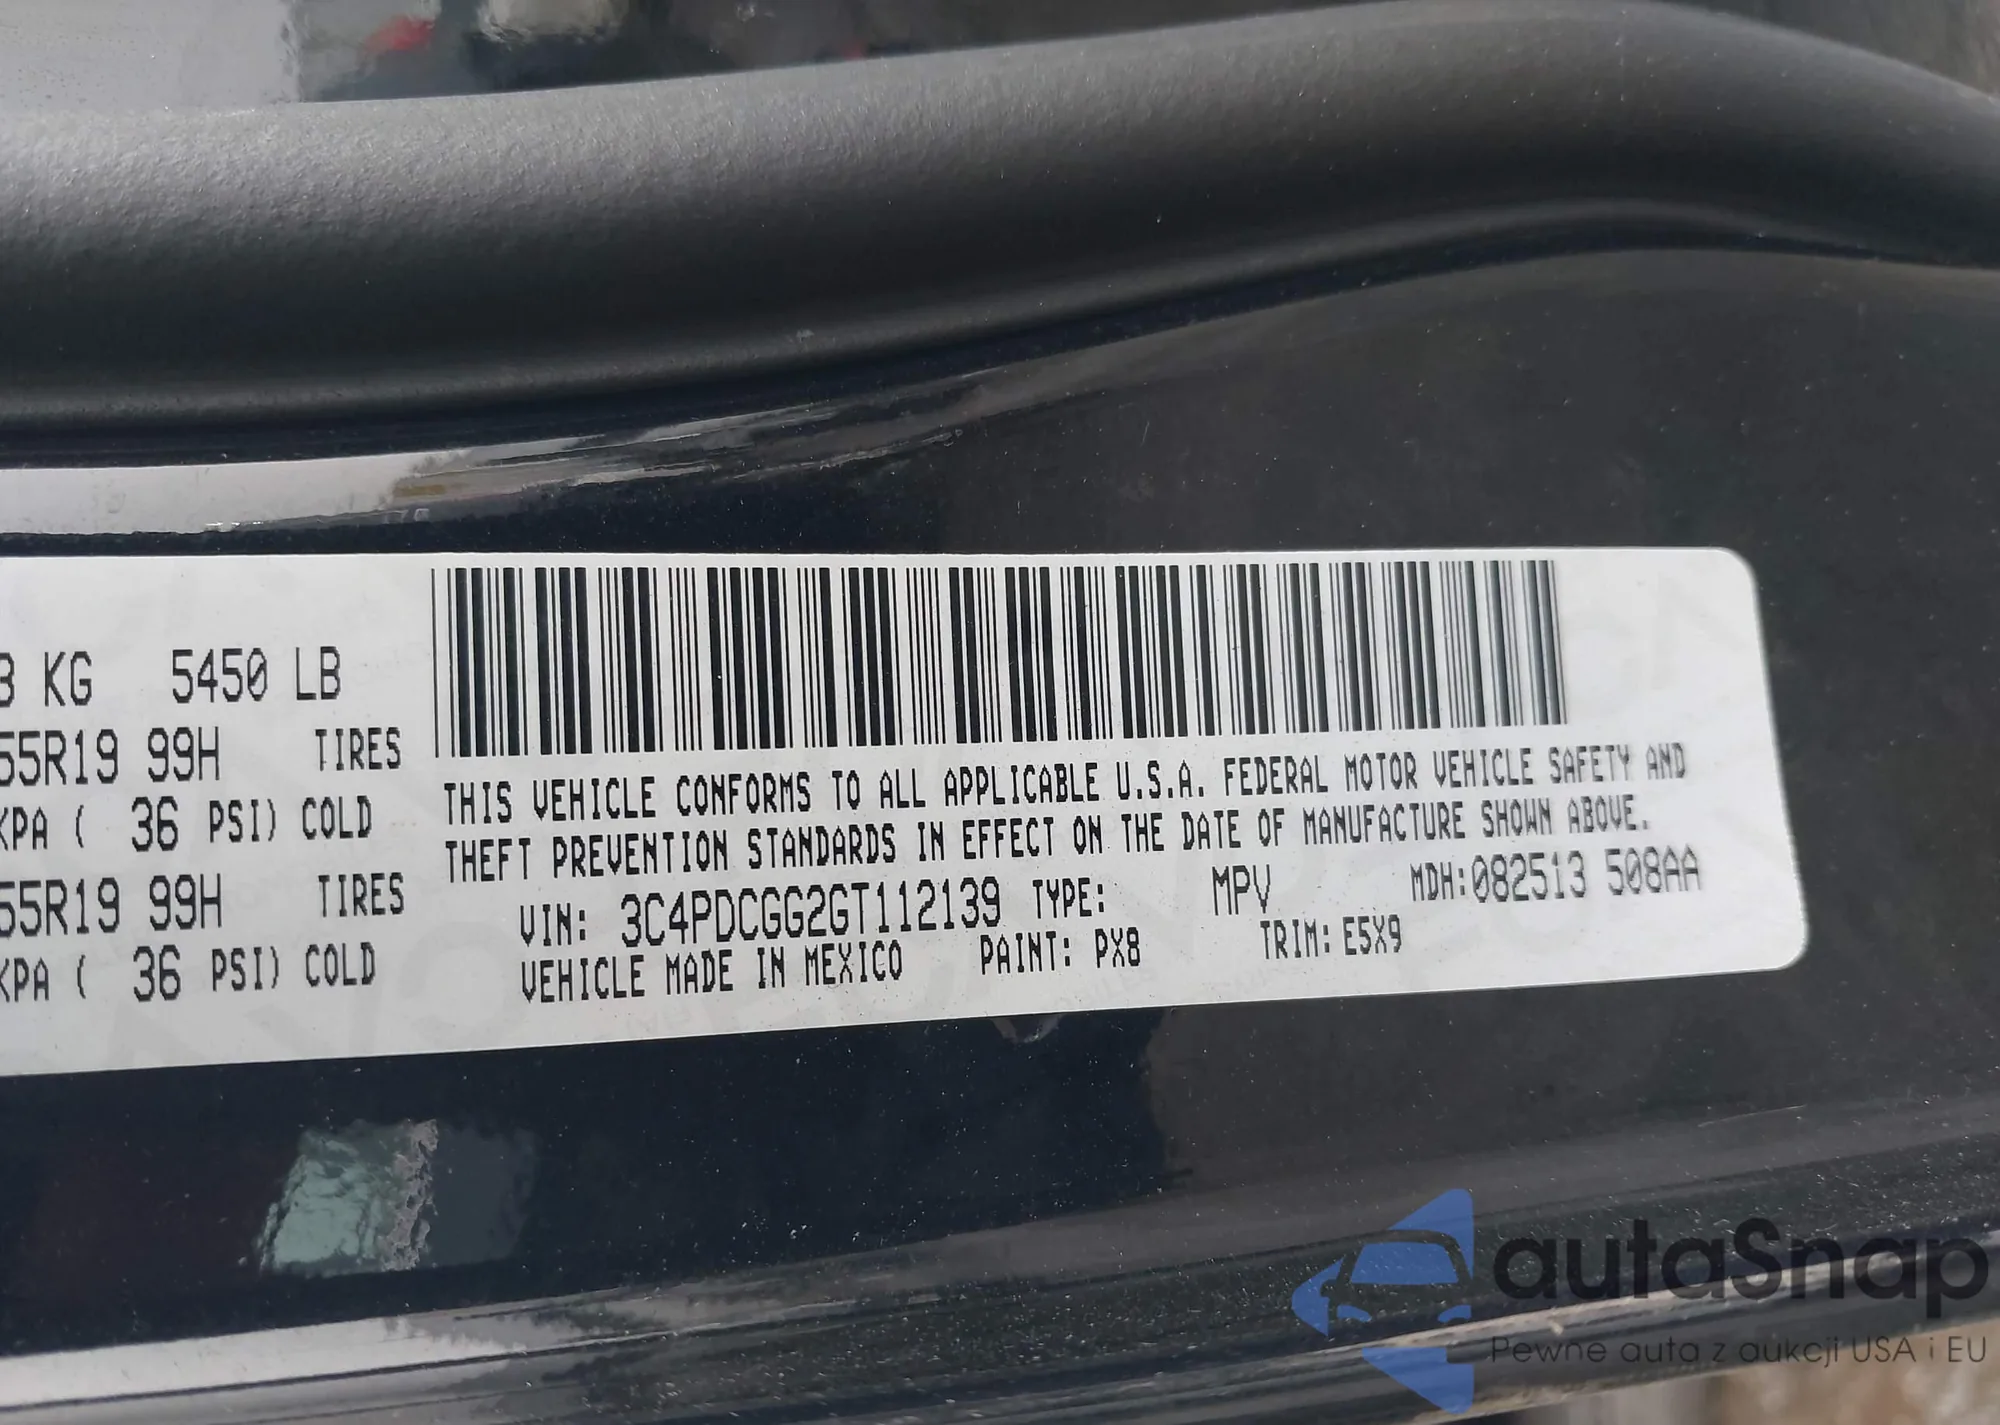 3 KG 5450 LB
55R19 99H TIRES
KPA ( 36 PSI) COLD
55R19 99H TIRES
KPA ( 36 PSI) COLD
THIS VEHICLE CONFORMS TO ALL APPLICABLE U.S.A. FEDERAL MOTOR VEHICLE SAFETY AND
THEFT PREVENTION STANDARDS IN EFFECT ON THE DATE OF MANUFACTURE SHOWN ABOVE.
VIN: 3C4PDCGG2GT112139 TYPE: MPV MDH:082513 508AA
VEHICLE MADE IN MEXICO PAINT: PX8 TRIM: E5X9
autaSnap
Pewne auta z aukcji USA i EU